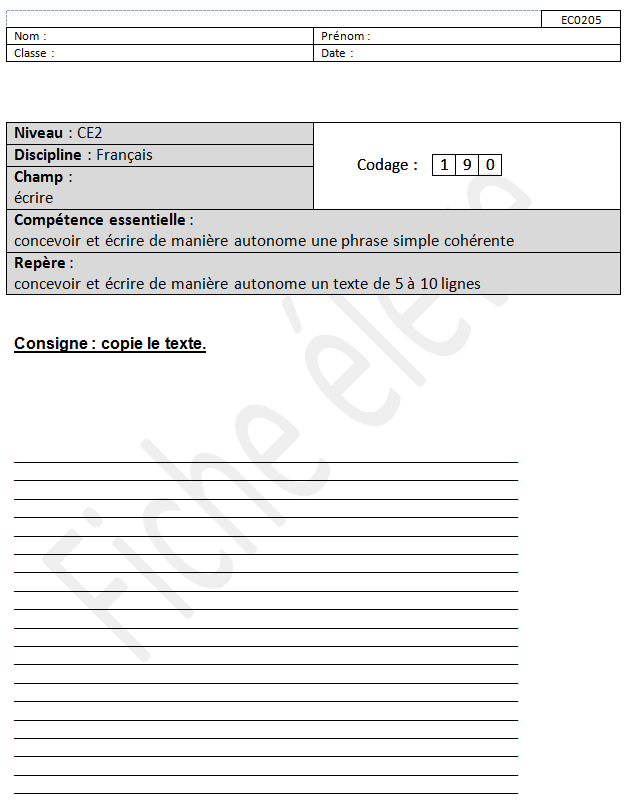 EC0205
Nom : Prénom :
Classe : Date :
Niveau : CE2
Discipline : Français
Codage : 1 9 0
Champ :
écrire
Compétence essentielle :
concevoir et écrire de manière autonome une phrase simple cohérente
Repère :
concevoir et écrire de manière autonome un texte de 5 à 10 lignes
Consigne : copie le texte.
Fiche élève